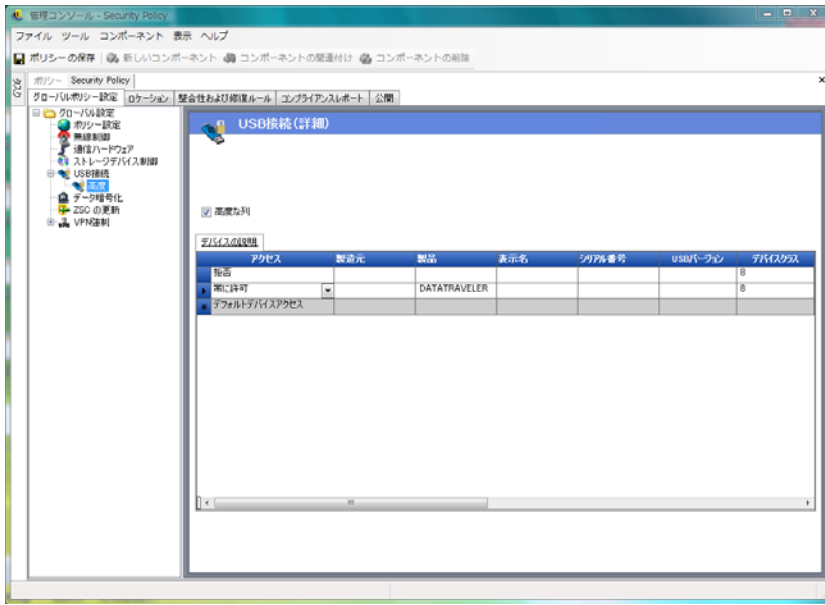 管理コンソール - Security Policy
ファイル ツール コンポーネント 表示 ヘルプ
ポリシーの保存 新しいコンポーネント コンポーネントの関連付け コンポーネントの削除
タスク
ポリシー Security Policy
グローバルポリシー設定 ロケーション 整合性および修復ルール コンプライアンスレポート 公開
グローバル設定
ポリシー設定
無線制御
通信ハードウェア
ストレージデバイス制御
USB接続
高度
データ暗号化
ZSC の更新
VPN強制
USB接続(詳細)
高度な列
デバイスの説明
アクセス 製造元 製品 表示名 シリアル番号 USBバージョン デバイスクラス
拒否 8
常に許可 DATATRAVELER 8
デフォルトデバイスアクセス